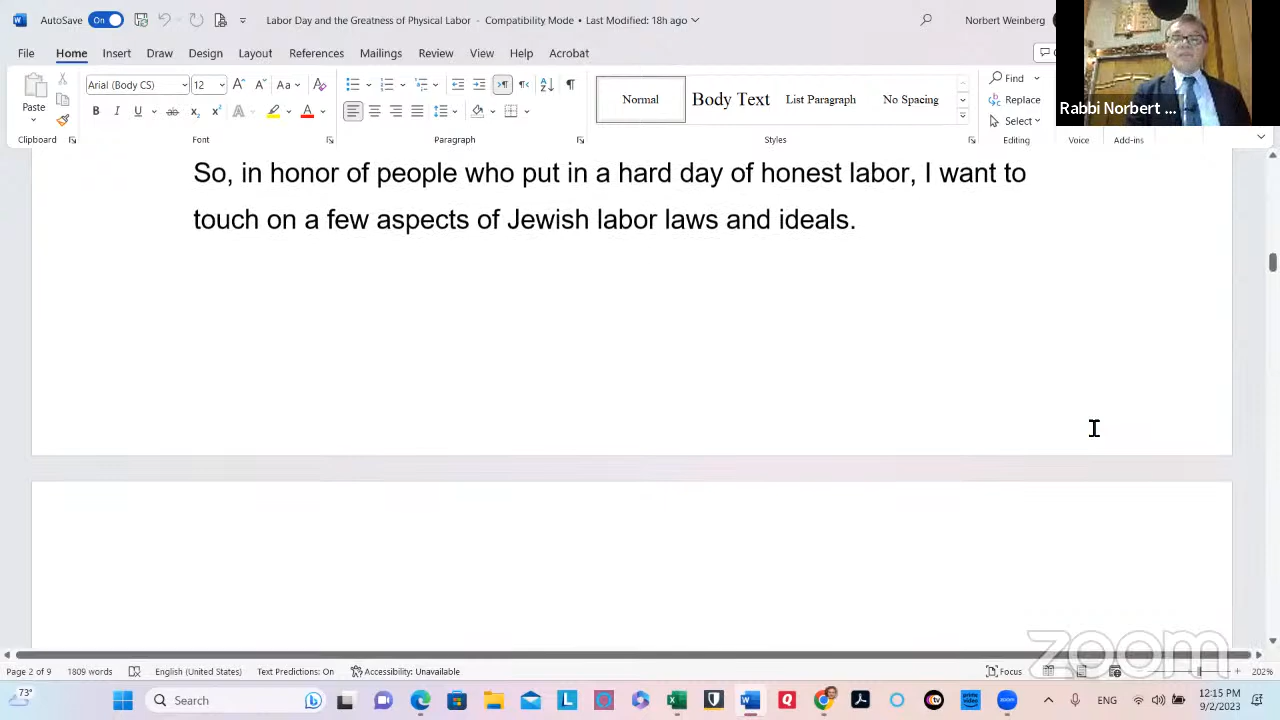 AutoSave On Labor Day and the Greatness of Physical Labor - Compatibility Mode • Last Modified: 18h ago Norbert Weinberg
File Home Insert Draw Design Layout References Mailings Review View Help Acrobat
Paste Arial (Body CS) 12 Aa Normal Body Text List Paragraph No Spacing Find Replace Select
Clipboard Font Paragraph Styles Editing Voice Add-ins
Rabbi Norbert ...
So, in honor of people who put in a hard day of honest labor, I want to
touch on a few aspects of Jewish labor laws and ideals.
zoom
Page 2 of 9 1809 words English (United States) Text Predictions: On Accessibility: Unavailable Focus 202%
73° Search ENG 12:15 PM
9/2/2023